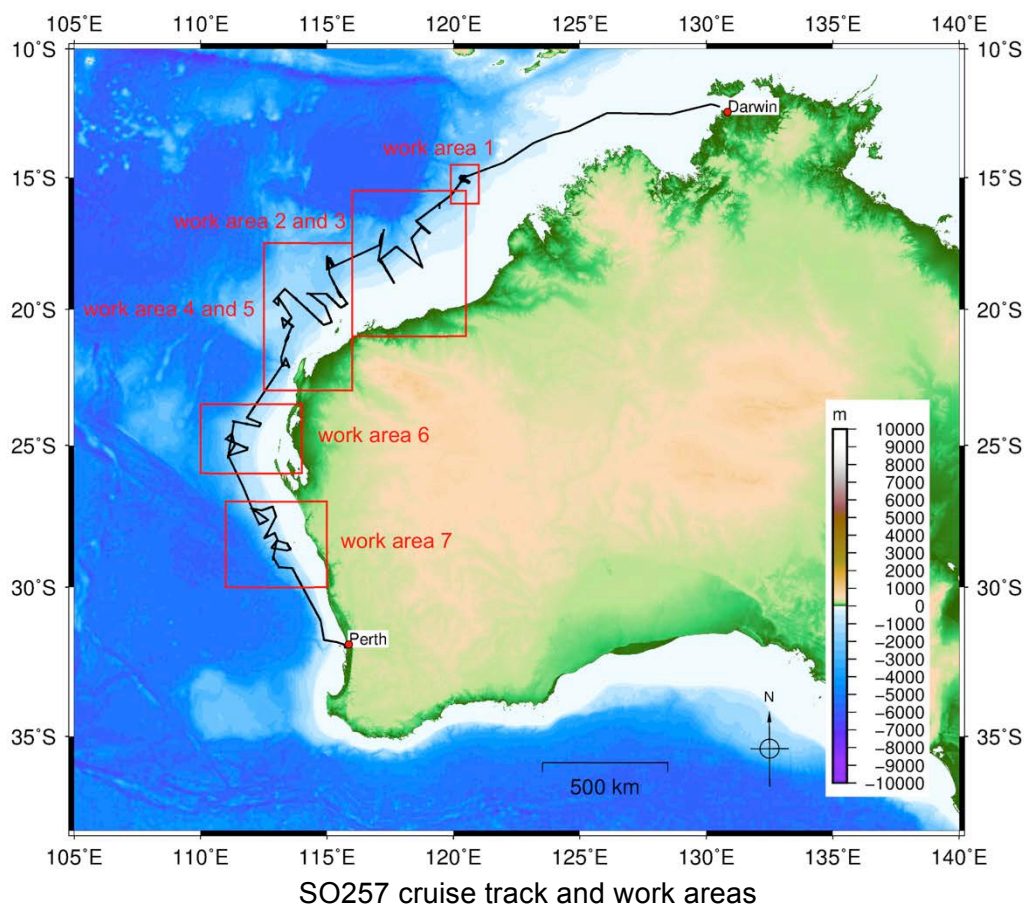 105˚E 110˚E 115˚E 120˚E 125˚E 130˚E 135˚E 140˚E
10˚S 10˚S
Darwin
work area 1
15˚S 15˚S
work area 2 and 3
work area 4 and 5
20˚S 20˚S
m
10000
9000
8000
7000
6000
5000
4000
3000
2000
1000
0
−1000
−2000
−3000
−4000
−5000
−6000
−7000
−8000
−9000
−10000
work area 6
25˚S 25˚S
work area 7
30˚S 30˚S
Perth
N
35˚S 35˚S
500 km
105˚E 110˚E 115˚E 120˚E 125˚E 130˚E 135˚E 140˚E
SO257 cruise track and work areas